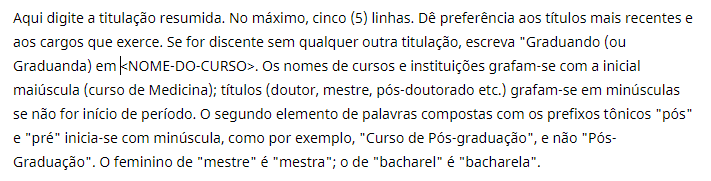 Aqui digite a titulação resumida. No máximo, cinco (5) linhas. Dê preferência aos títulos mais recentes e
aos cargos que exerce. Se for discente sem qualquer outra titulação, escreva "Graduando (ou
Graduanda) em <NOME-DO-CURSO>. Os nomes de cursos e instituições grafam-se com a inicial
maiúscula (curso de Medicina); títulos (doutor, mestre, pós-doutorado etc.) grafam-se em minúsculas
se não for início de período. O segundo elemento de palavras compostas com os prefixos tônicos "pós"
e "pré" inicia-se com minúscula, como por exemplo, "Curso de Pós-graduação", e não "Pós-
Graduação". O feminino de "mestre" é "mestra"; o de "bacharel" é "bacharela".